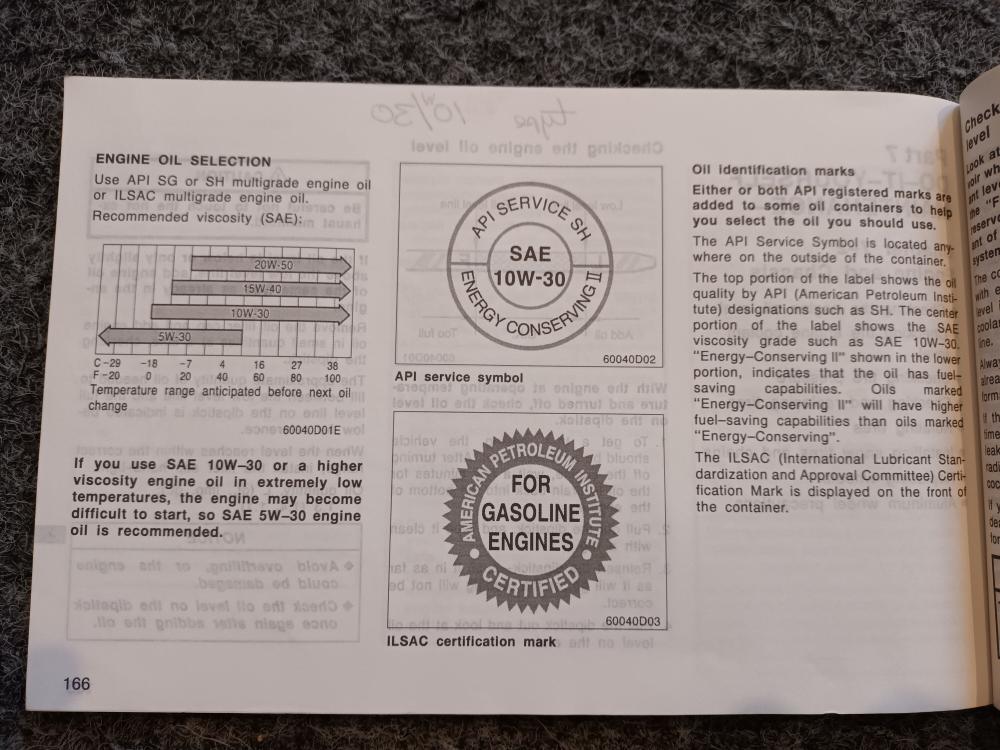 ENGINE OIL SELECTION
Use API SG or SH multigrade engine oil
or ILSAC multigrade engine oil.
Recommended viscosity (SAE):
20W-50
15W-40
10W-30
5W-30
C -29 -18 -7 4 16 27 38
F -20 0 20 40 60 80 100
Temperature range anticipated before next oil
change
60040D01E
If you use SAE 10W–30 or a higher
viscosity engine oil in extremely low
temperatures, the engine may become
difficult to start, so SAE 5W–30 engine
oil is recommended.
166
API SERVICE SH
SAE
10W-30
ENERGY CONSERVING II
60040D02
API service symbol
AMERICAN PETROLEUM INSTITUTE
FOR
GASOLINE
ENGINES
CERTIFIED
60040D03
ILSAC certification mark
Oil identification marks
Either or both API registered marks are
added to some oil containers to help
you select the oil you should use.
The API Service Symbol is located any-
where on the outside of the container.
The top portion of the label shows the oil
quality by API (American Petroleum Insti-
tute) designations such as SH. The center
portion of the label shows the SAE
viscosity grade such as SAE 10W–30.
"Energy–Conserving II" shown in the lower
portion, indicates that the oil has fuel–
saving capabilities. Oils marked
"Energy–Conserving II" will have higher
fuel–saving capabilities than oils marked
"Energy–Conserving".
The ILSAC (International Lubricant Stan-
dardization and Approval Committee) Certi-
fication Mark is displayed on the front of
the container.
Check
level